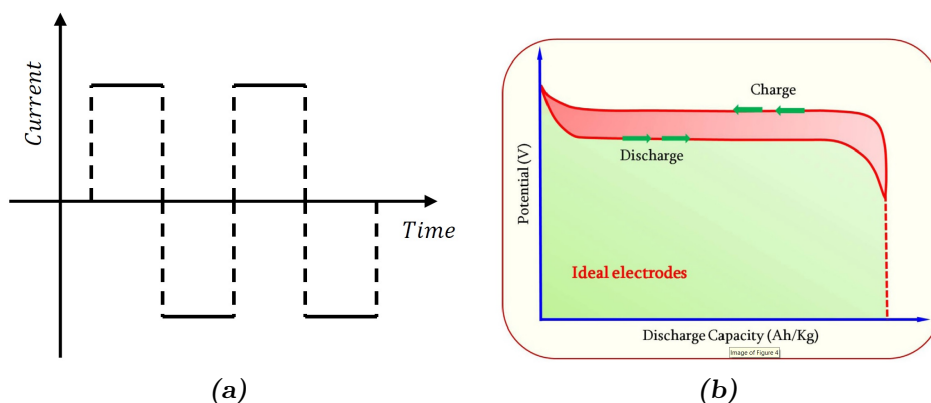 Current
Time
(a)
Potential (V)
Charge
Discharge
Ideal electrodes
Discharge Capacity (Ah/Kg)
Image of Figure 4
(b)